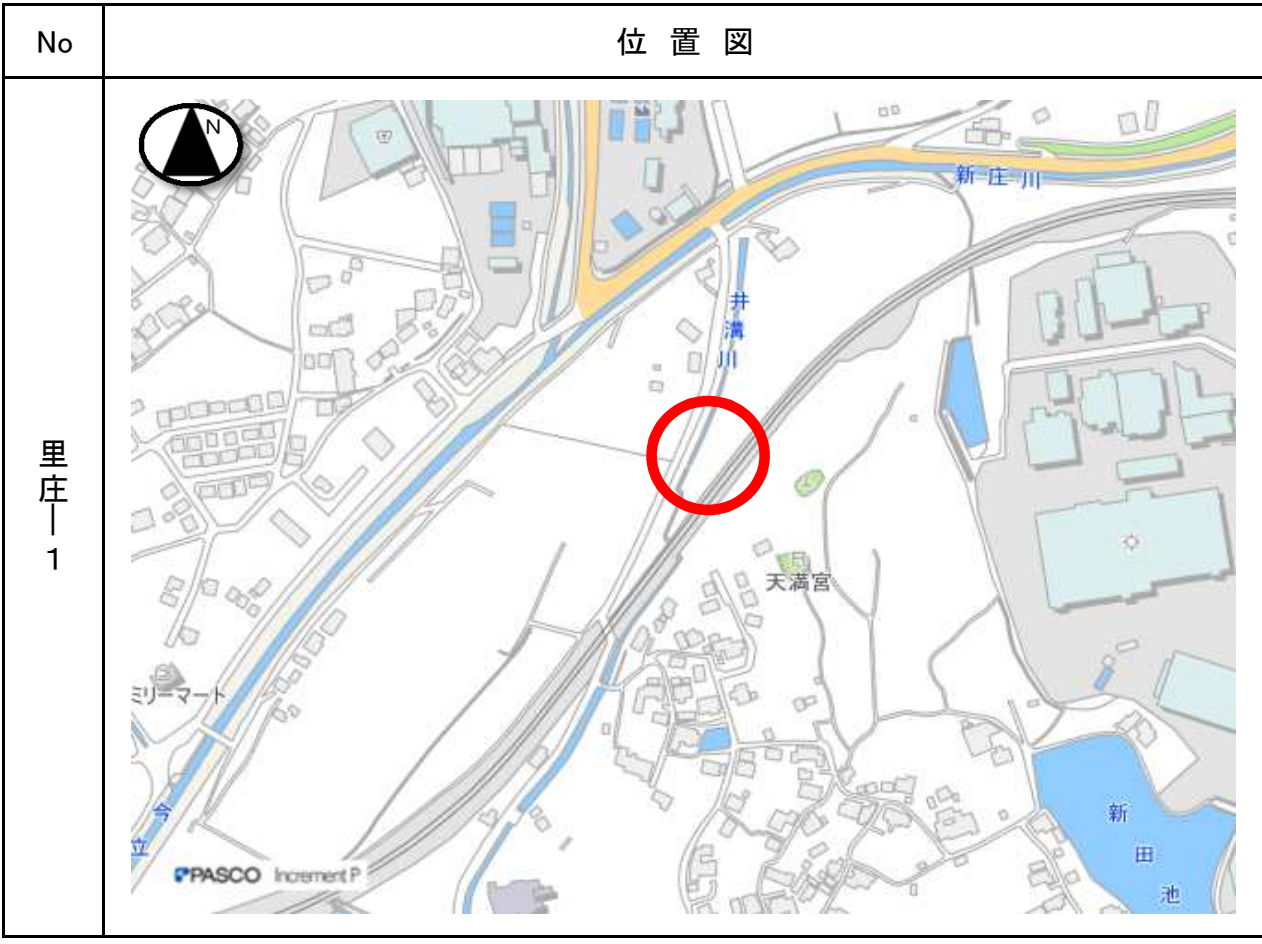 No
位 置 図
里庄―1
N
新庄川
井溝川
天満宮
ミリーマート
今立
新田池
PASCO Increment P